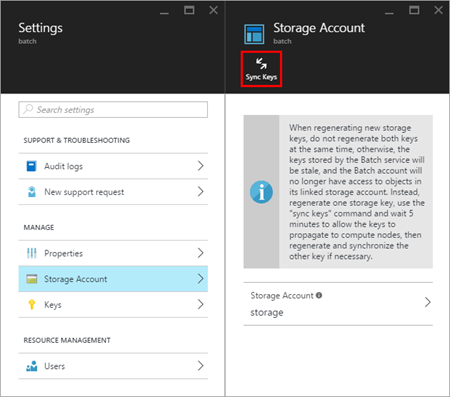 Settings
batch
Search settings
SUPPORT & TROUBLESHOOTING
Audit logs
New support request
MANAGE
Properties
Storage Account
Keys
RESOURCE MANAGEMENT
Users
Storage Account
batch
Sync Keys
When regenerating new storage
keys, do not regenerate both keys
at the same time, otherwise, the
keys stored by the Batch service will
be stale, and the Batch account will
no longer have access to objects in
its linked storage account. Instead,
regenerate one storage key, use the
"sync keys" command and wait 5
minutes to allow the keys to
propagate to compute nodes, then
regenerate and synchronize the
other key if necessary.
Storage Account
storage